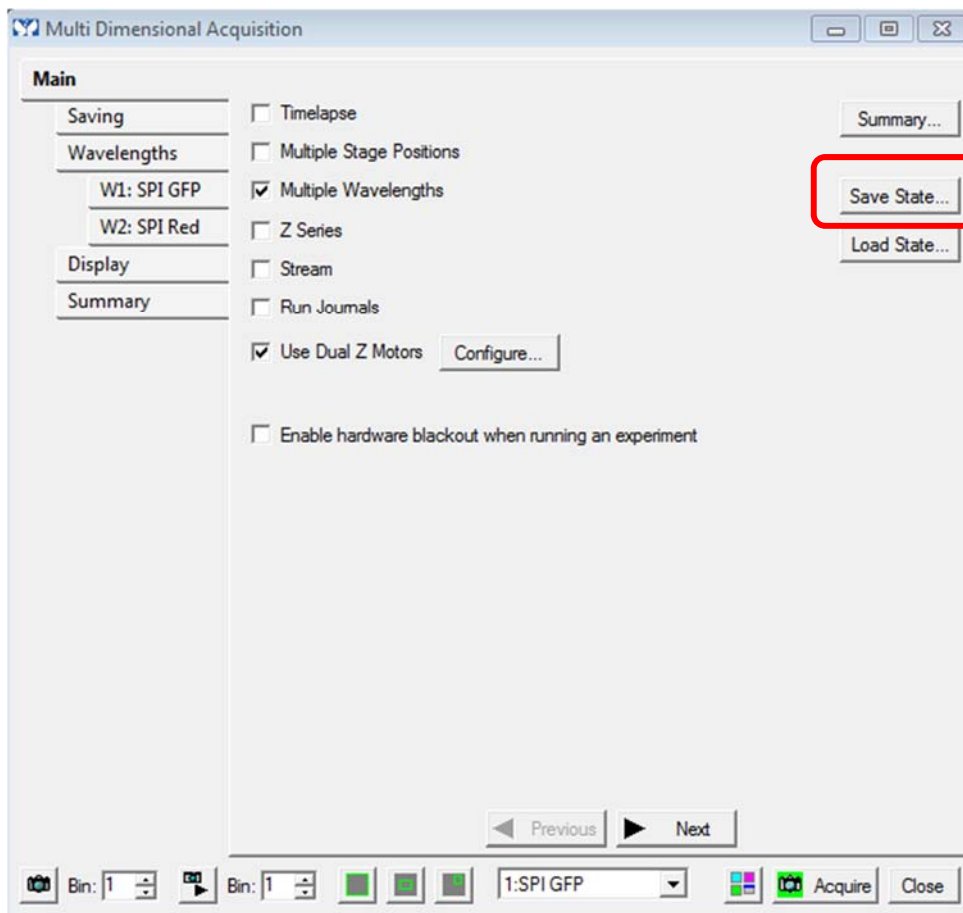 Multi Dimensional Acquisition
Main
Saving
Wavelengths
W1: SPI GFP
W2: SPI Red
Display
Summary
Timelapse
Multiple Stage Positions
Multiple Wavelengths
Z Series
Stream
Run Journals
Use Dual Z Motors Configure...
Enable hardware blackout when running an experiment
Summary...
Save State...
Load State...
Previous Next
Bin: 1 Bin: 1 1:SPI GFP Acquire Close